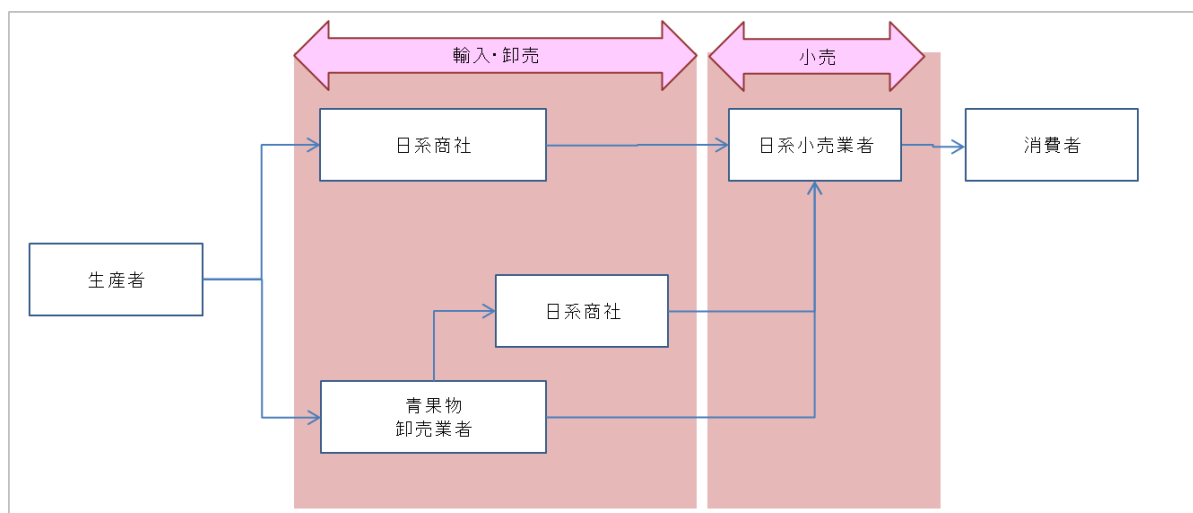 輸入・卸売
小売
日系商社
日系小売業者
消費者
生産者
日系商社
青果物
卸売業者